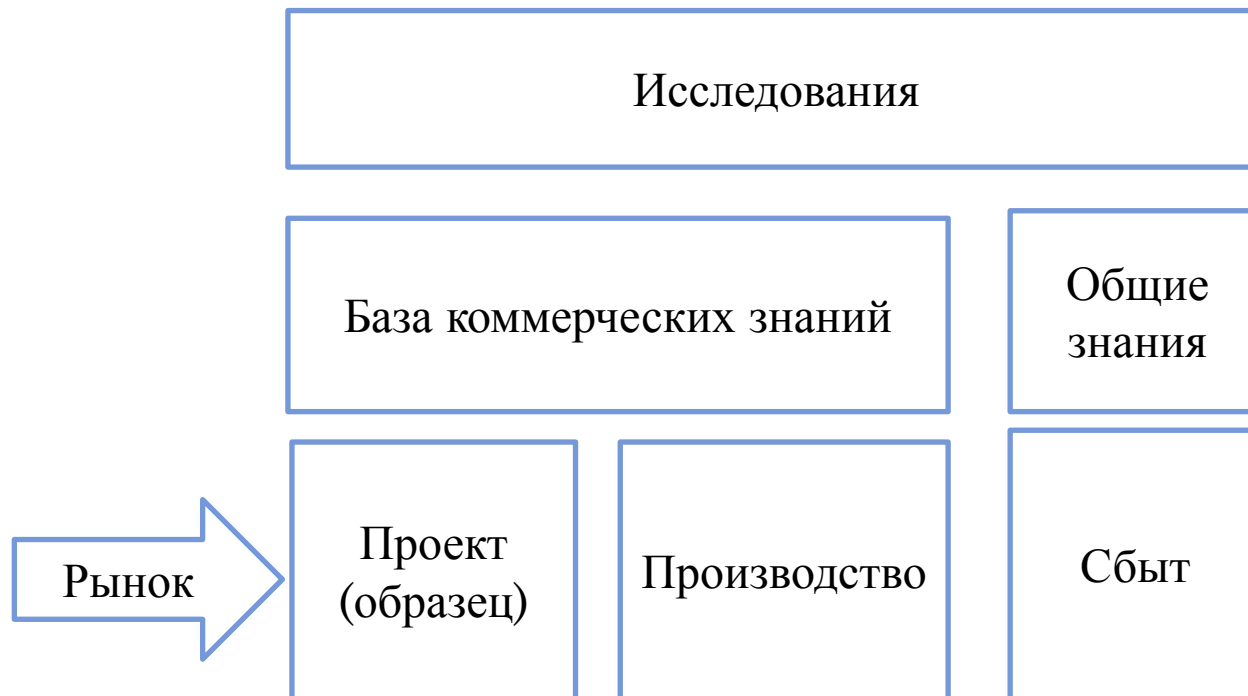 Исследования
База коммерческих знаний
Общие
знания
Рынок
Проект
(образец)
Производство
Сбыт